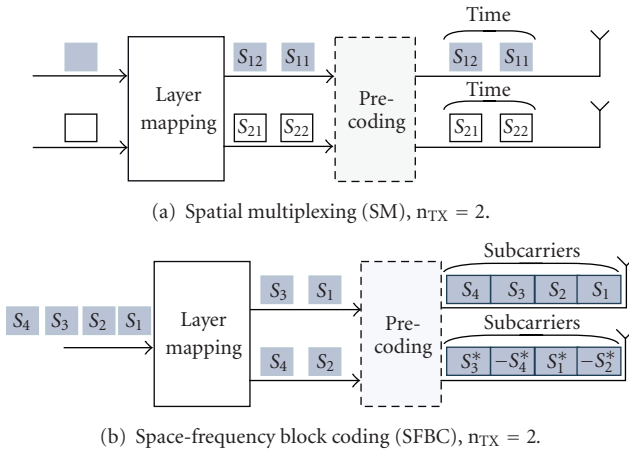 Time
S12 S11 S12 S11
Layer mapping
Pre-coding
Time
S21 S22 S21 S22
(a) Spatial multiplexing (SM), nTX = 2.
Subcarriers
S3 S1 S4 S3 S2 S1
S4 S3 S2 S1
Layer mapping
Pre-coding
Subcarriers
S4 S2 S3* −S4* S1* −S2*
(b) Space-frequency block coding (SFBC), nTX = 2.